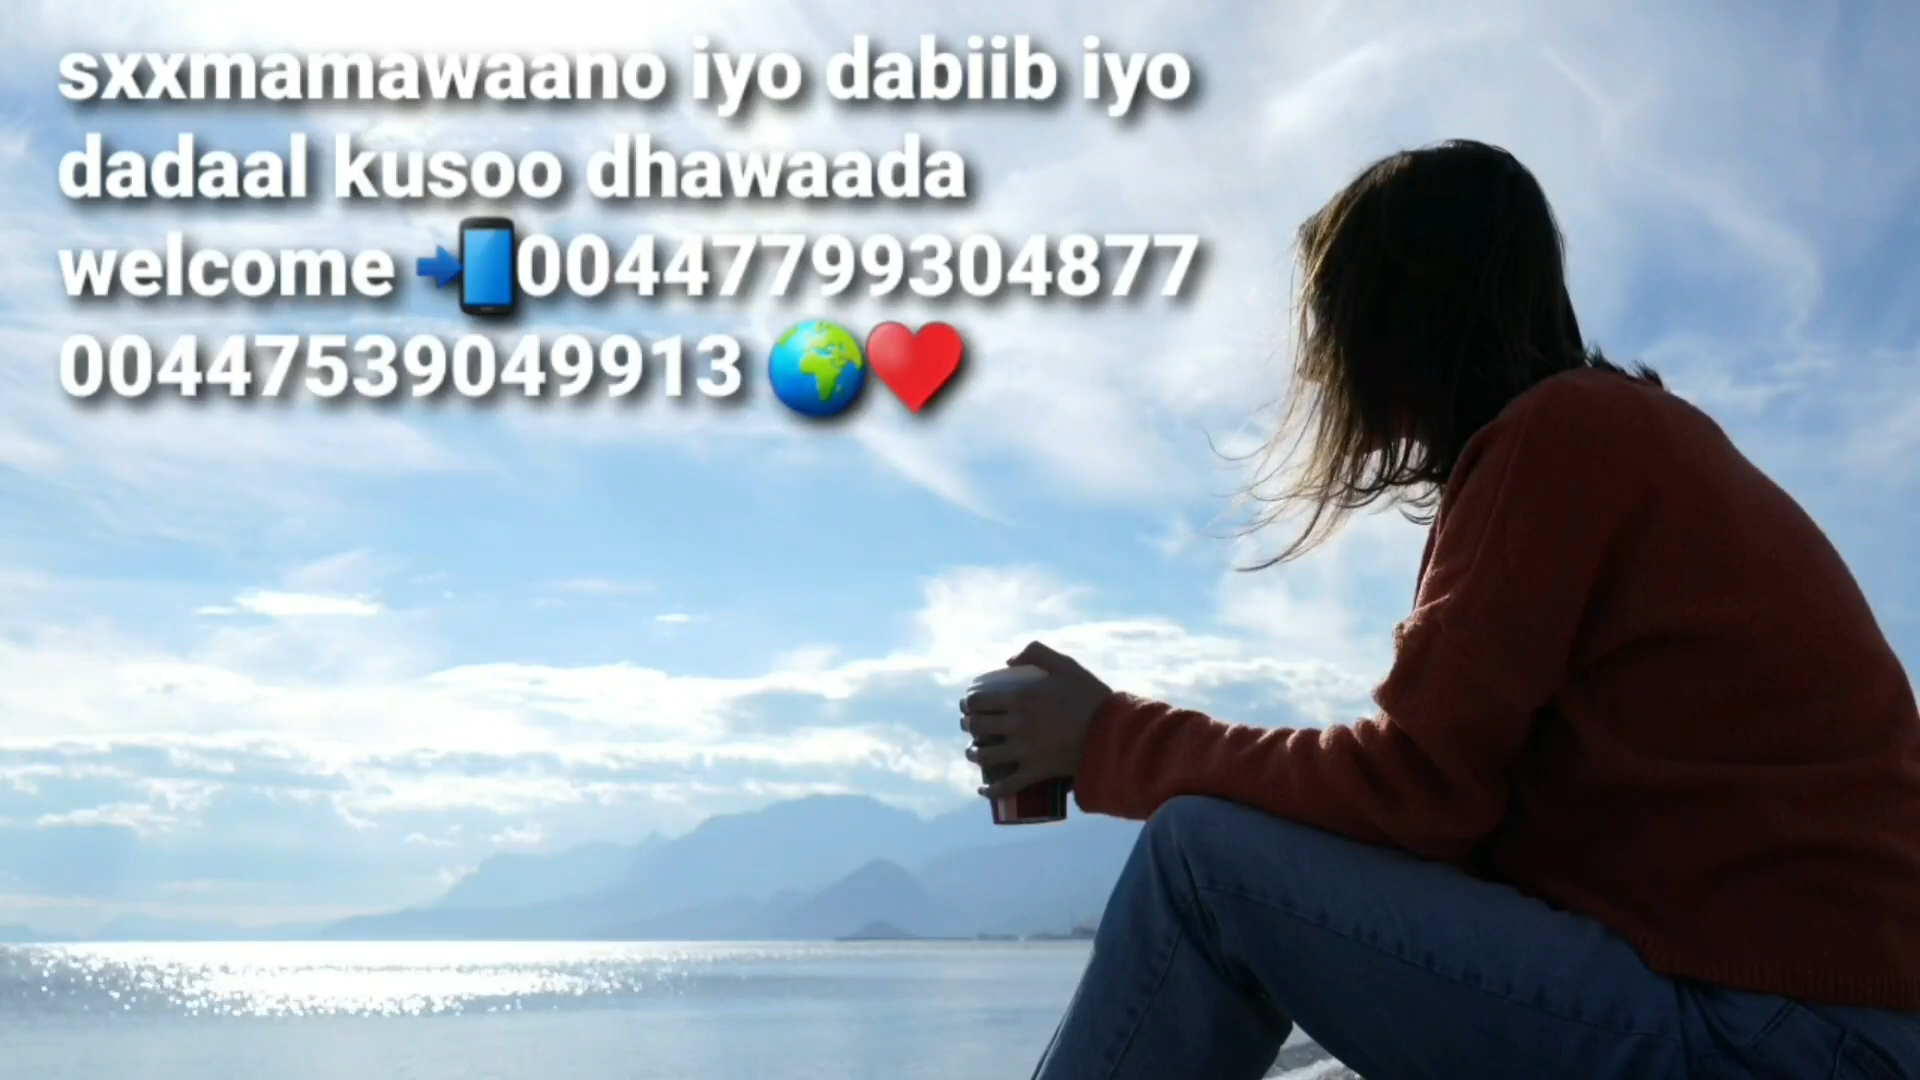 sxxmamawaano iyo dabiib iyo
dadaal kusoo dhawaada
welcome 📲00447799304877
00447539049913 🌍♥️